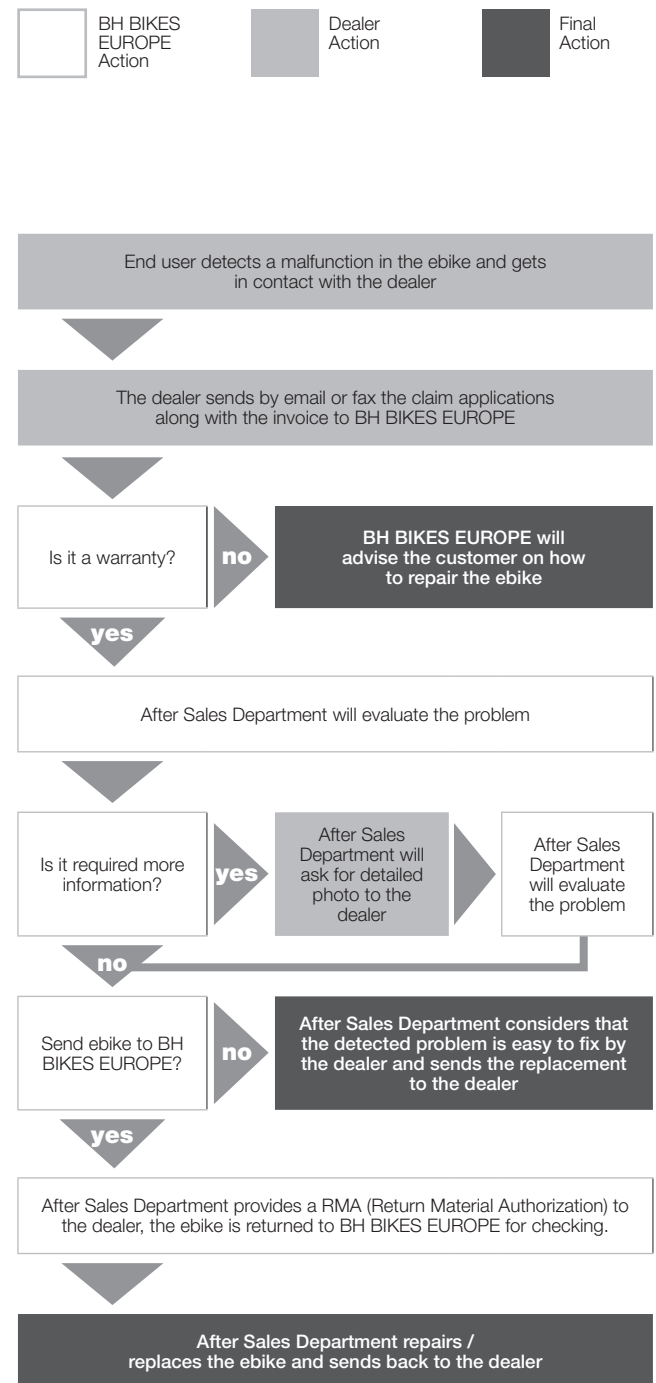 BH BIKES
EUROPE
Action
Dealer
Action
Final
Action
End user detects a malfunction in the ebike and gets
in contact with the dealer
The dealer sends by email or fax the claim applications
along with the invoice to BH BIKES EUROPE
Is it a warranty?
no
BH BIKES EUROPE will
advise the customer on how
to repair the ebike
yes
After Sales Department will evaluate the problem
Is it required more
information?
yes
After Sales
Department will
ask for detailed
photo to the
dealer
After Sales
Department
will evaluate
the problem
no
Send ebike to BH
BIKES EUROPE?
no
After Sales Department considers that
the detected problem is easy to fix by
the dealer and sends the replacement
to the dealer
yes
After Sales Department provides a RMA (Return Material Authorization) to
the dealer, the ebike is returned to BH BIKES EUROPE for checking.
After Sales Department repairs /
replaces the ebike and sends back to the dealer